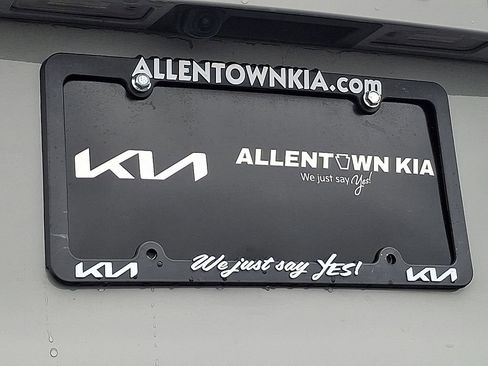 ALLENTOWNKIA.com
KIA ALLENTOWN KIA
We just say Yes!
KIA We just say YES! KIA